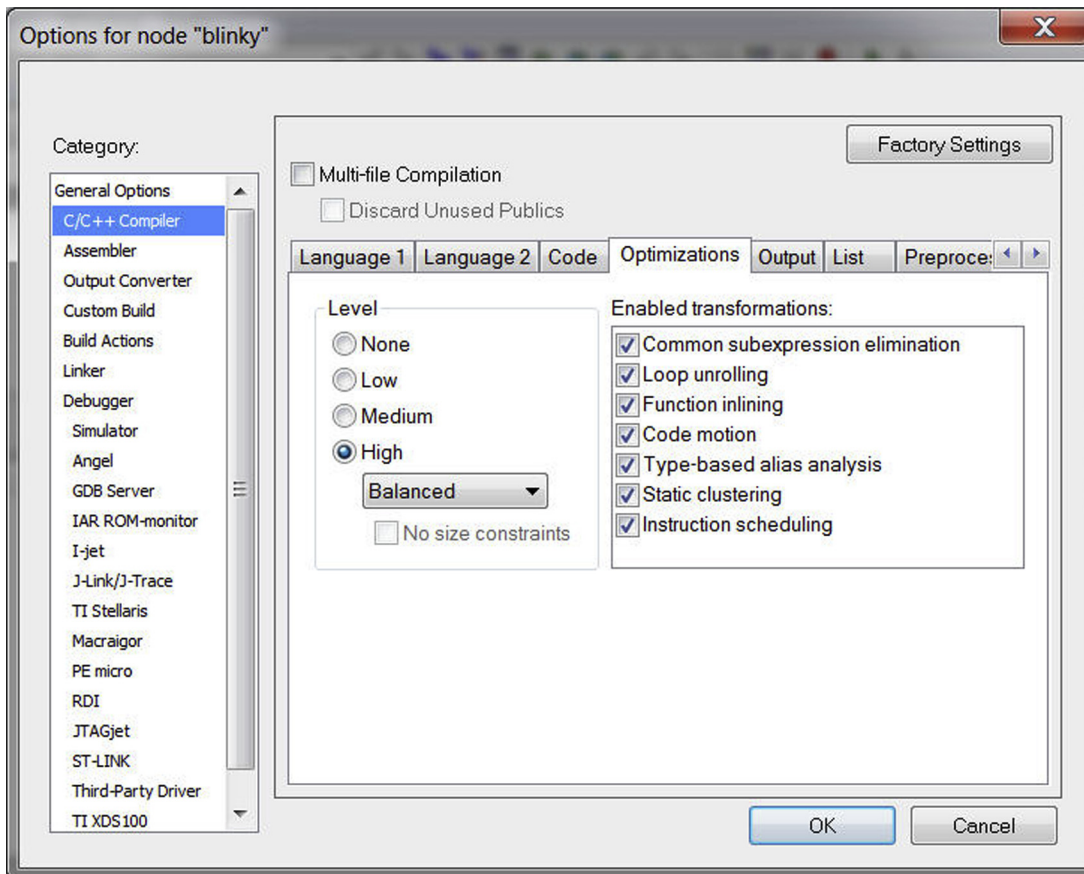 Options for node "blinky"
Category:
General Options
C/C++ Compiler
Assembler
Output Converter
Custom Build
Build Actions
Linker
Debugger
Simulator
Angel
GDB Server
IAR ROM-monitor
I-jet
J-Link/J-Trace
TI Stellaris
Macraigor
PE micro
RDI
JTAGjet
ST-LINK
Third-Party Driver
TI XDS100
Factory Settings
Multi-file Compilation
Discard Unused Publics
Language 1 Language 2 Code Optimizations Output List Preproces
Level
None
Low
Medium
High
Balanced
No size constraints
Enabled transformations:
Common subexpression elimination
Loop unrolling
Function inlining
Code motion
Type-based alias analysis
Static clustering
Instruction scheduling
OK Cancel